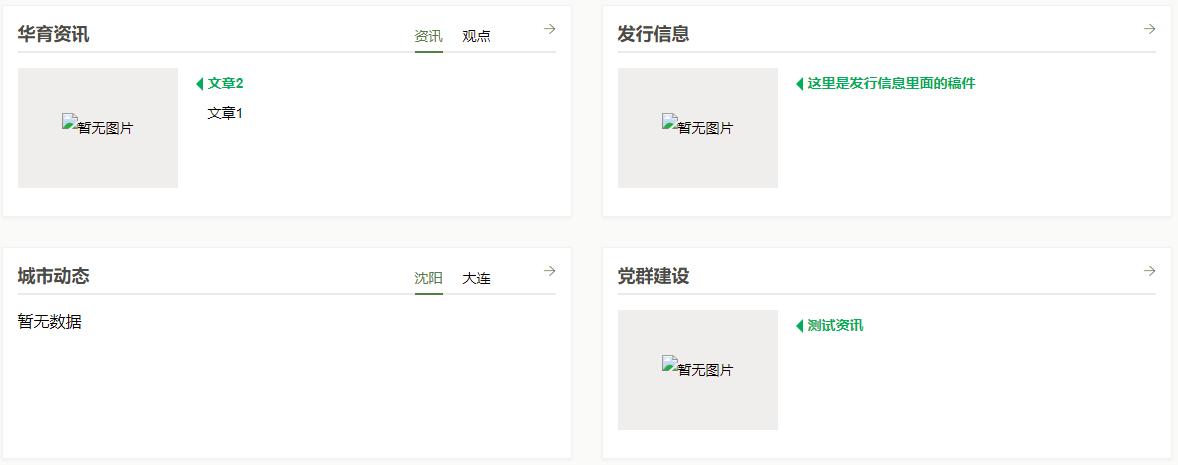 华育资讯
资讯 观点 →
暂无图片
文章2
文章1
发行信息 →
暂无图片
这里是发行信息里面的稿件
城市动态
沈阳 大连 →
暂无数据
党群建设 →
暂无图片
测试资讯